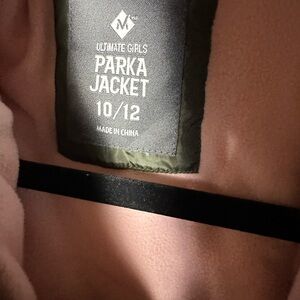 M
ULTIMATE GIRLS
PARKA
JACKET
10/12
MADE IN CHINA